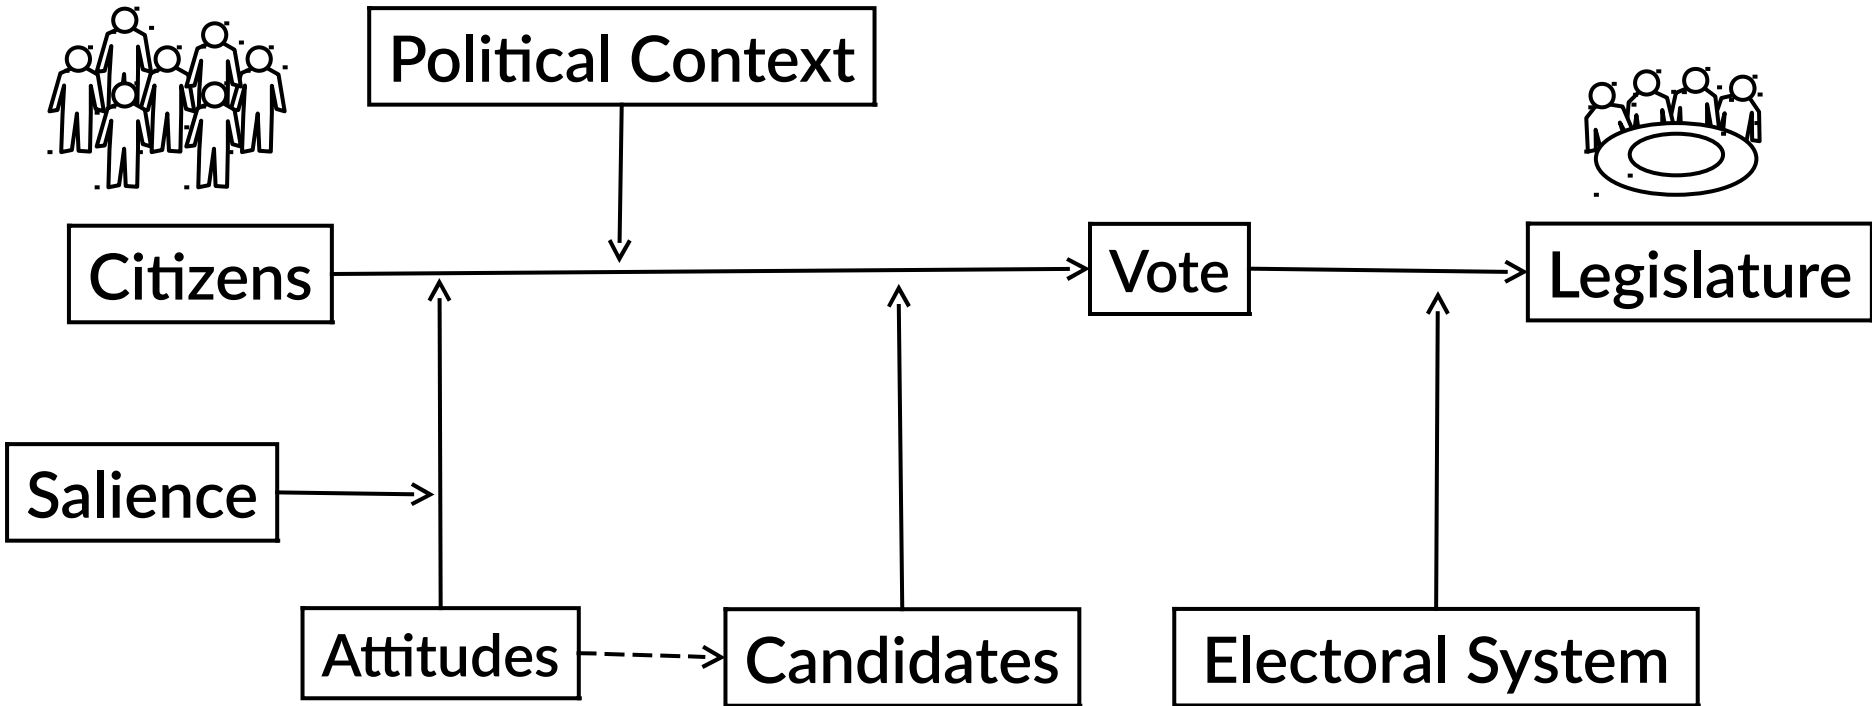 Political Context
Citizens
Vote
Legislature
Salience
Attitudes
Candidates
Electoral System